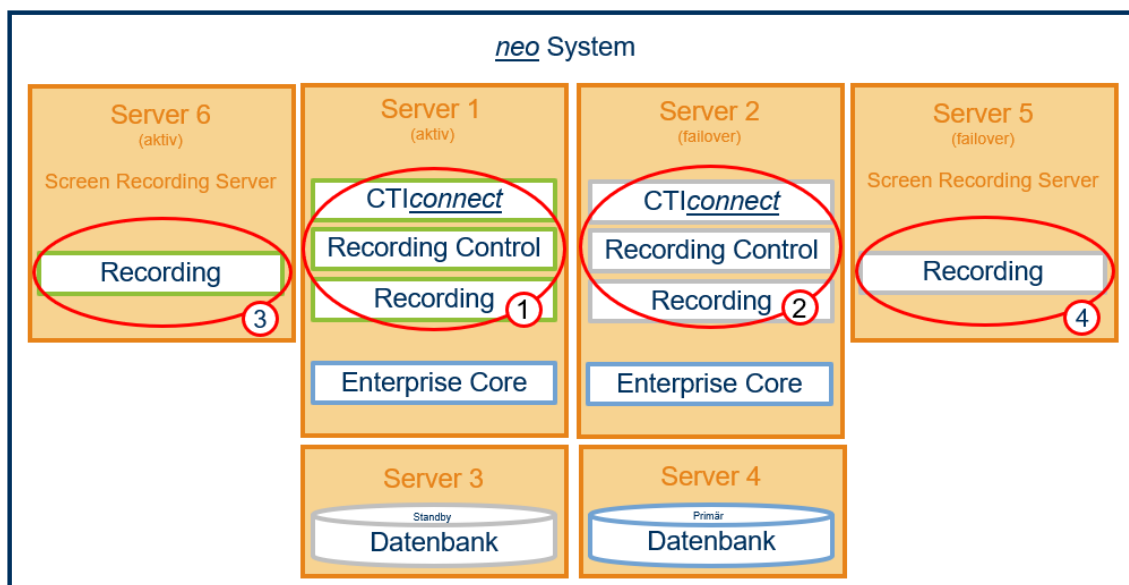 neo System
Server 6
(aktiv)
Screen Recording Server
Recording
3
Server 1
(aktiv)
CTIconnect
Recording Control
Recording
1
Enterprise Core
Server 2
(failover)
CTIconnect
Recording Control
Recording
2
Enterprise Core
Server 5
(failover)
Screen Recording Server
Recording
4
Server 3
Standby
Datenbank
Server 4
Primär
Datenbank